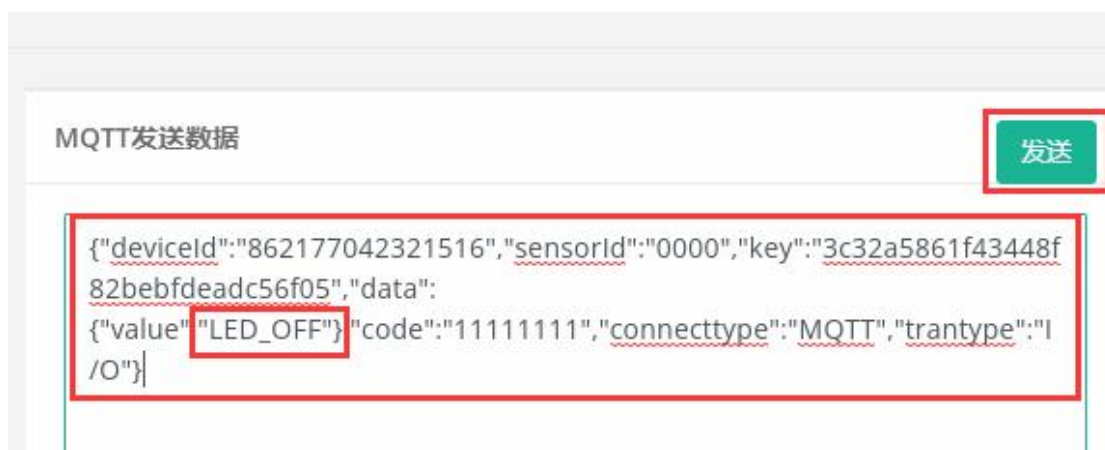 MQTT发送数据
发送
{"deviceId":"862177042321516","sensorId":"0000","key":"3c32a5861f43448f
82bebfdeadc56f05","data":
{"value":"LED_OFF"},"code":"11111111","connecttype":"MQTT","trantype":"I
/O"}